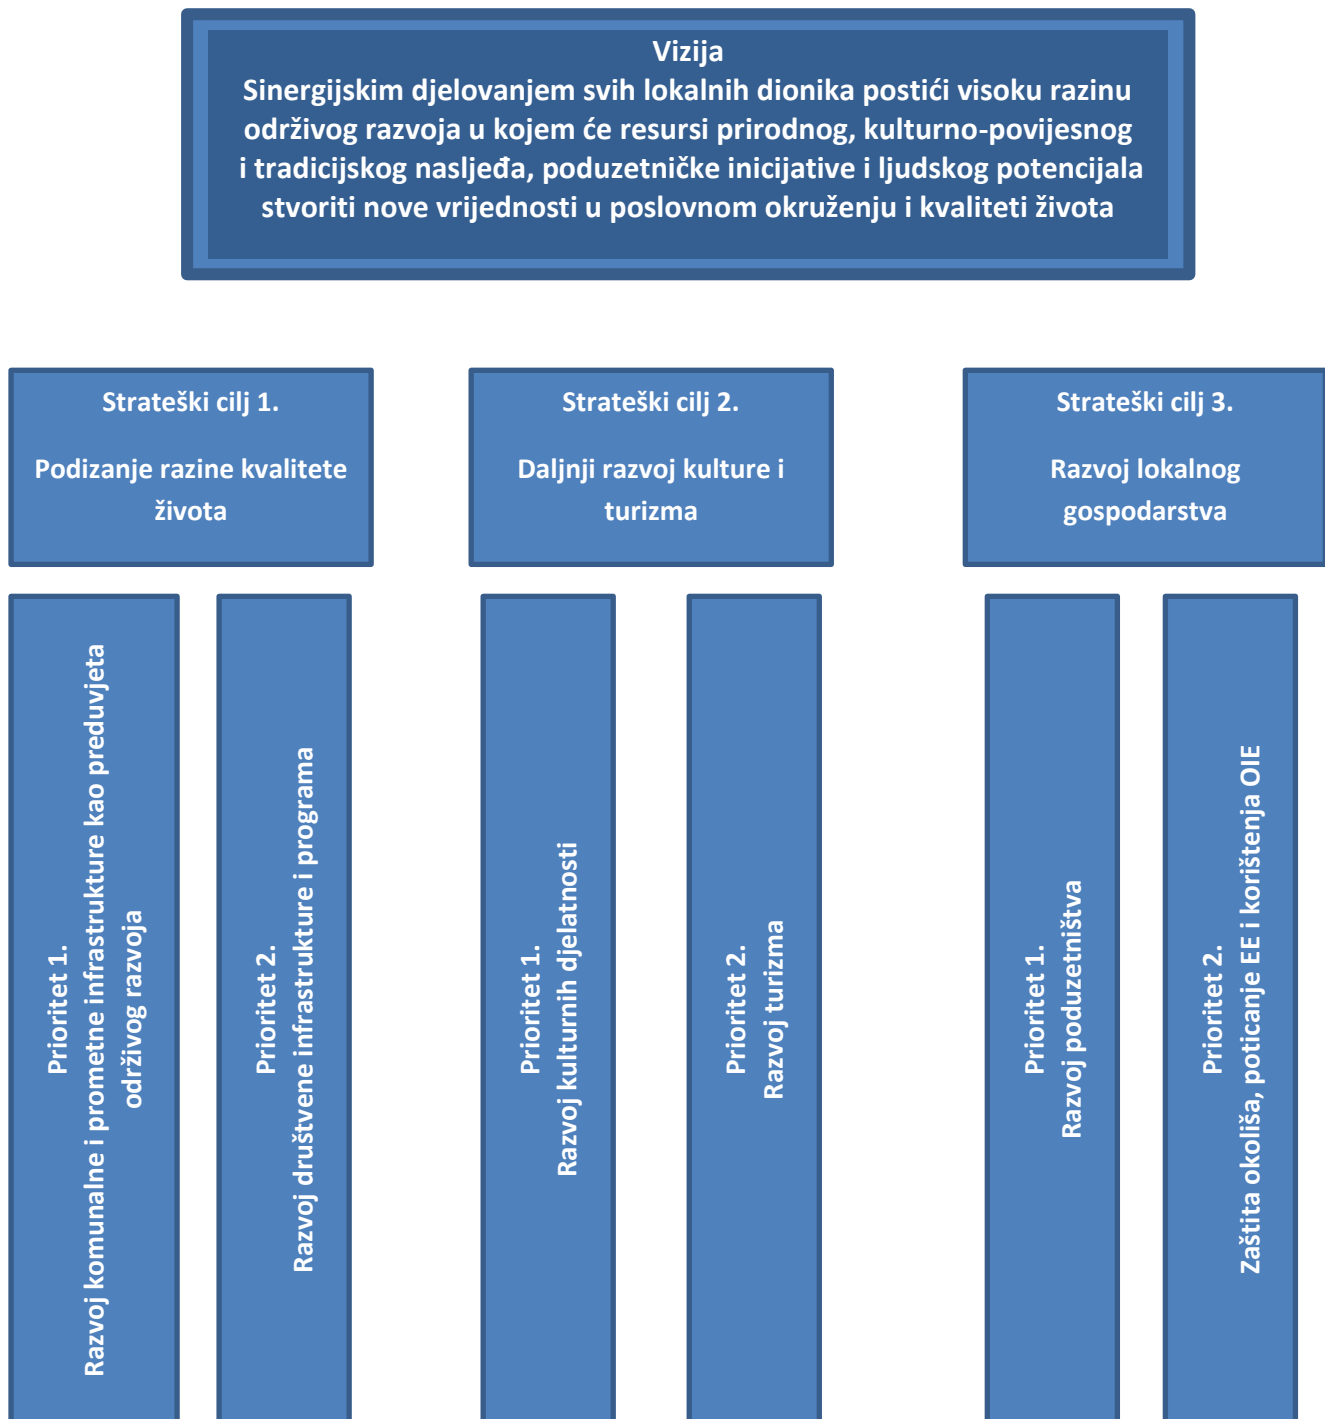 Vizija
Sinergijskim djelovanjem svih lokalnih dionika postići visoku razinu
održivog razvoja u kojem će resursi prirodnog, kulturno-povijesnog
i tradicijskog nasljeđa, poduzetničke inicijative i ljudskog potencijala
stvoriti nove vrijednosti u poslovnom okruženju i kvaliteti života
Strateški cilj 1.
Podizanje razine kvalitete
života
Strateški cilj 2.
Daljnji razvoj kulture i
turizma
Strateški cilj 3.
Razvoj lokalnog
gospodarstva
Prioritet 1.
Razvoj komunalne i prometne infrastrukture kao preduvjeta
održivog razvoja
Prioritet 2.
Razvoj društvene infrastrukture i programa
Prioritet 1.
Razvoj kulturnih djelatnosti
Prioritet 2.
Razvoj turizma
Prioritet 1.
Razvoj poduzetništva
Prioritet 2.
Zaštita okoliša, poticanje EE i korištenja OIE